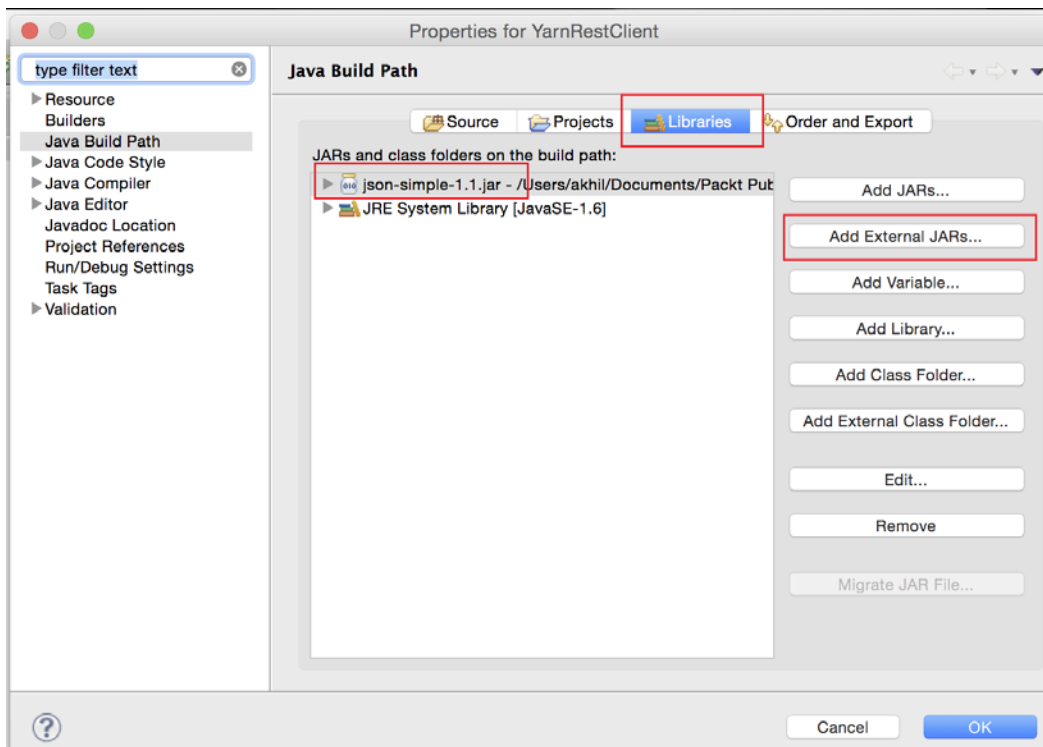 Properties for YarnRestClient
type filter text
Resource
Builders
Java Build Path
Java Code Style
Java Compiler
Java Editor
Javadoc Location
Project References
Run/Debug Settings
Task Tags
Validation
Java Build Path
Source Projects Libraries Order and Export
JARs and class folders on the build path:
json-simple-1.1.jar - /Users/akhil/Documents/Packt Pub
JRE System Library [JavaSE-1.6]
Add JARs...
Add External JARs...
Add Variable...
Add Library...
Add Class Folder...
Add External Class Folder...
Edit...
Remove
Migrate JAR File...
?
Cancel OK